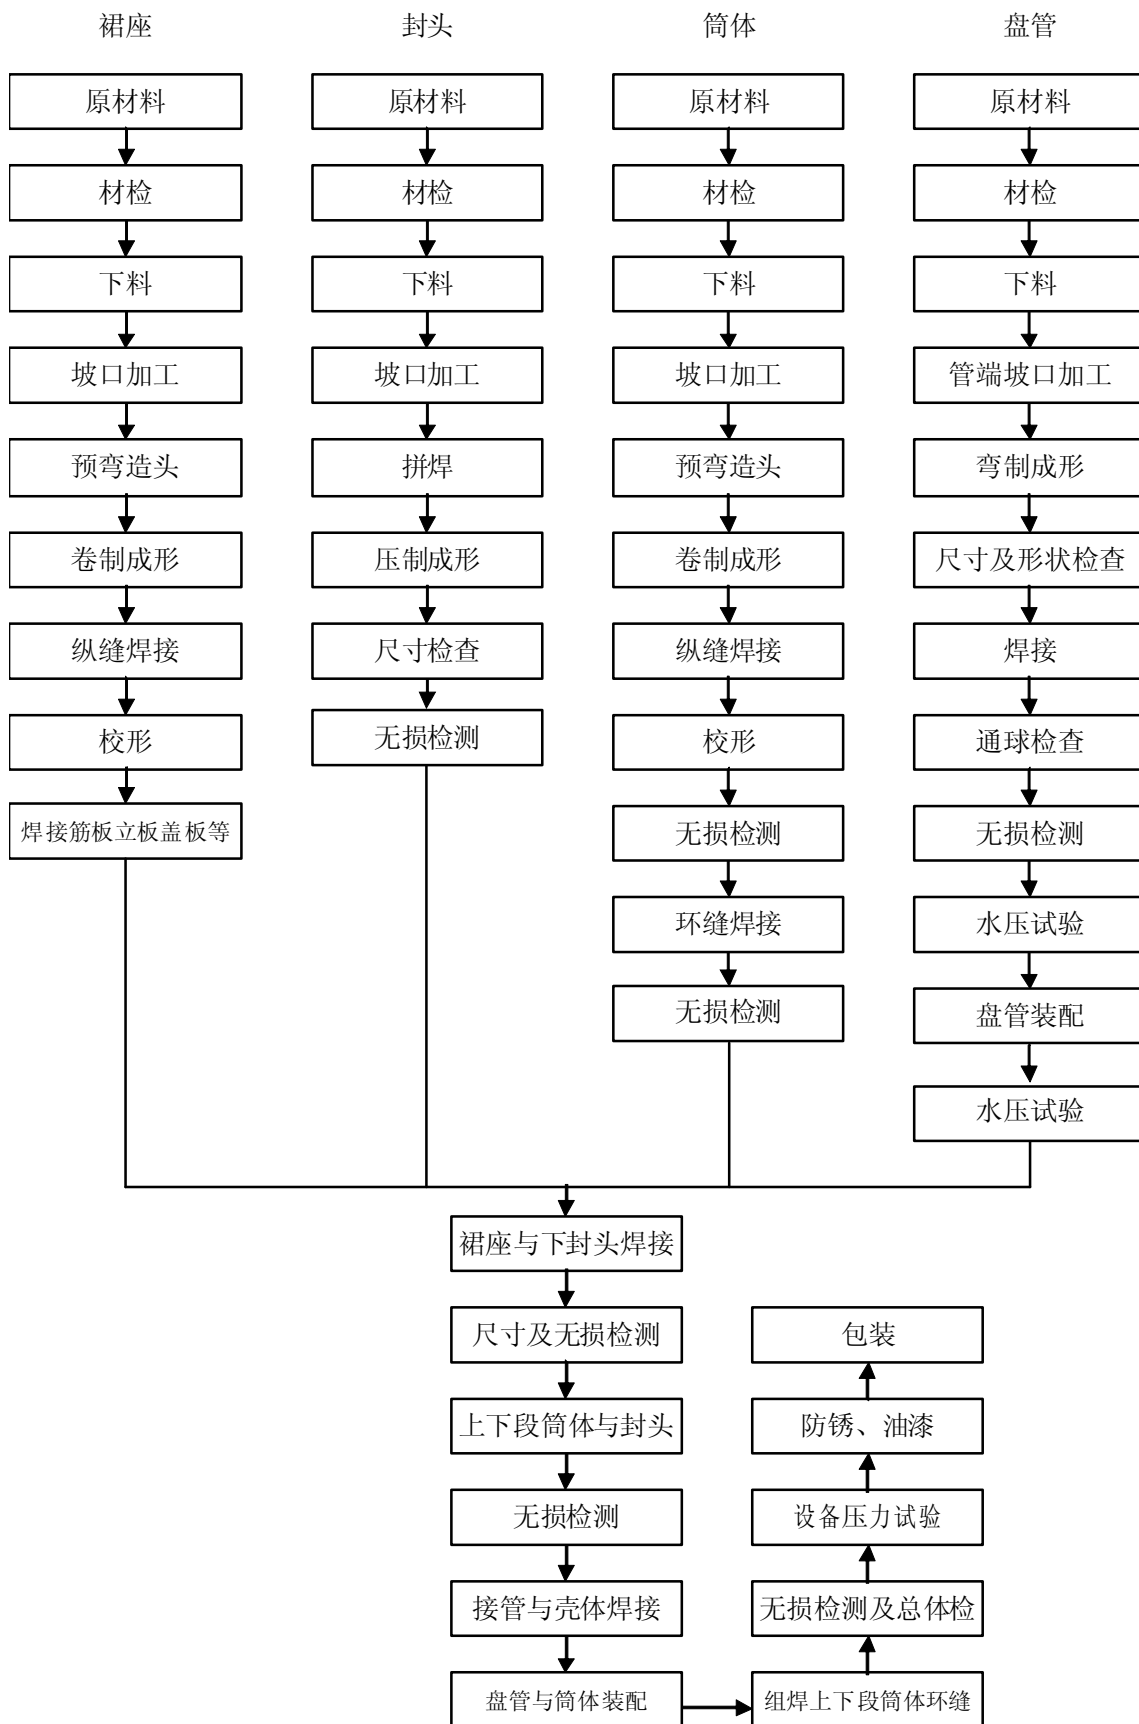 裙座
封头
筒体
盘管
原材料
原材料
原材料
原材料
材检
材检
材检
材检
下料
下料
下料
下料
坡口加工
坡口加工
坡口加工
管端坡口加工
预弯造头
拼焊
预弯造头
弯制成形
卷制成形
压制成形
卷制成形
尺寸及形状检查
纵缝焊接
尺寸检查
纵缝焊接
焊接
校形
无损检测
校形
通球检查
焊接筋板立板盖板等
无损检测
无损检测
环缝焊接
水压试验
无损检测
盘管装配
水压试验
裙座与下封头焊接
尺寸及无损检测
包装
上下段筒体与封头
防锈、油漆
无损检测
设备压力试验
接管与壳体焊接
无损检测及总体检
盘管与筒体装配
组焊上下段筒体环缝